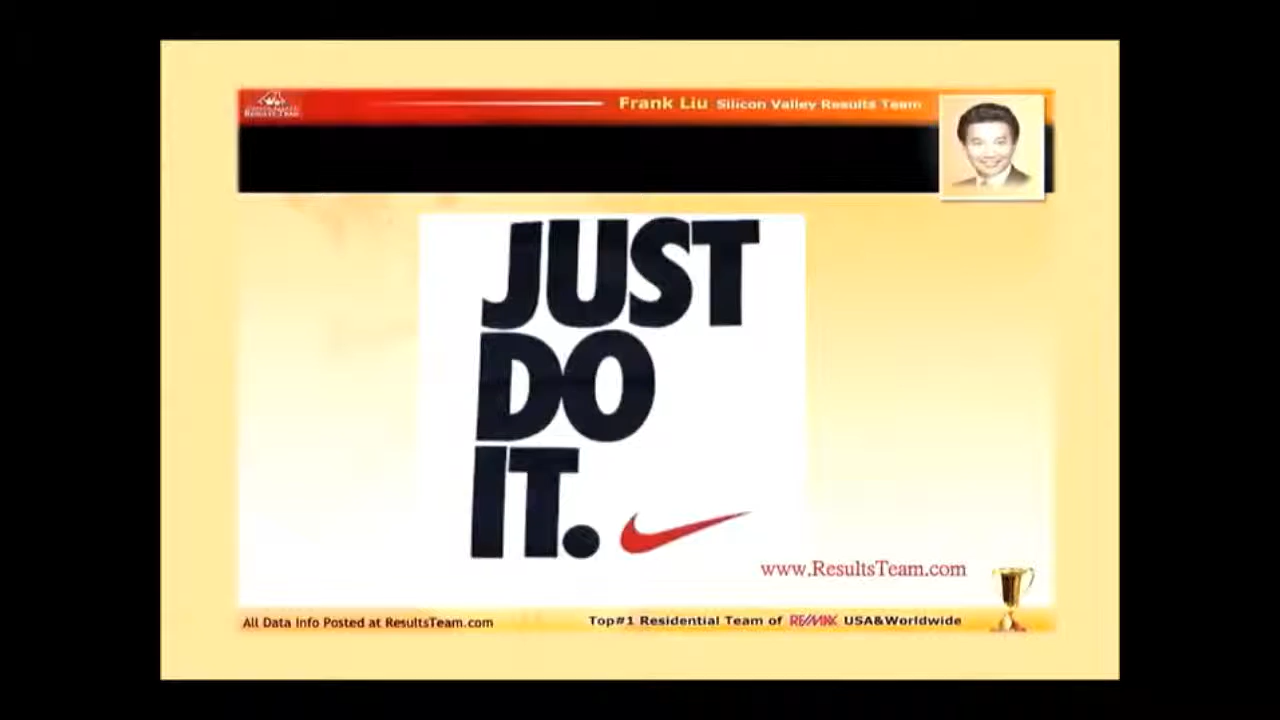 Frank Liu Silicon Valley Results Team
JUST
DO
IT.
www.ResultsTeam.com
All Data Info Posted at ResultsTeam.com
Top#1 Residential Team of RE/MAX USA&Worldwide